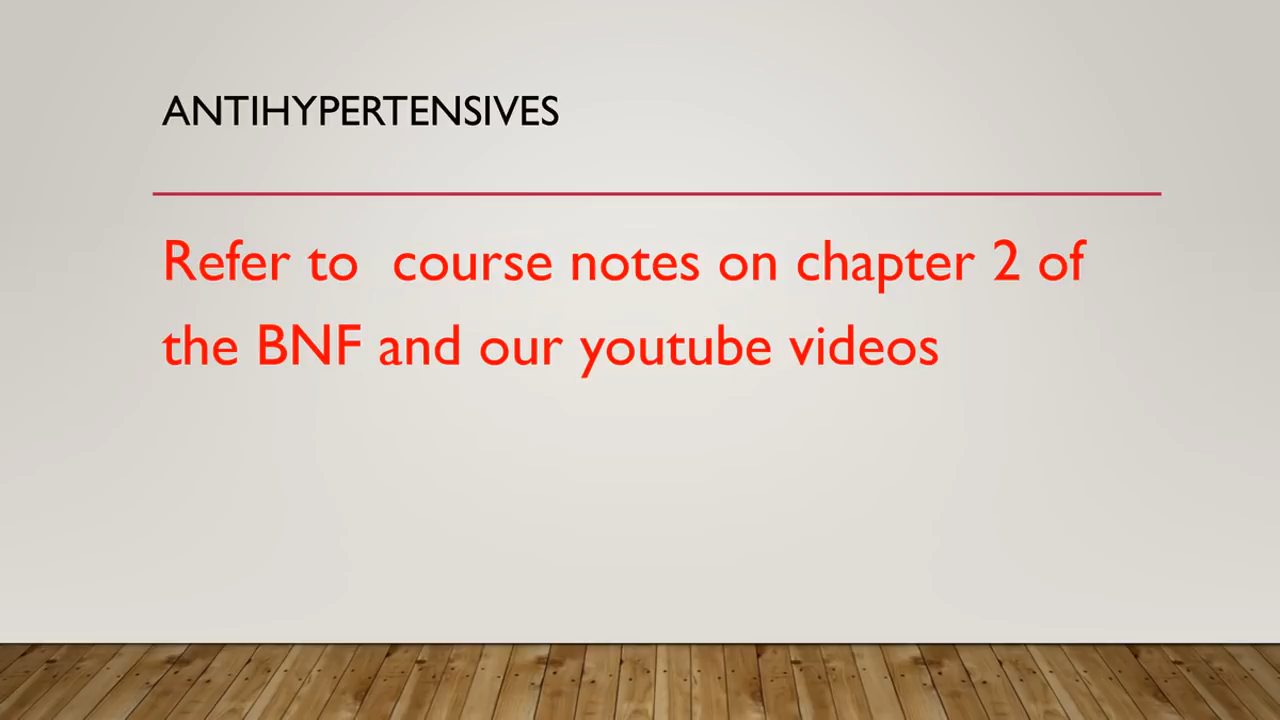 ANTIHYPERTENSIVES
Refer to  course notes on chapter 2 of
the BNF and our youtube videos